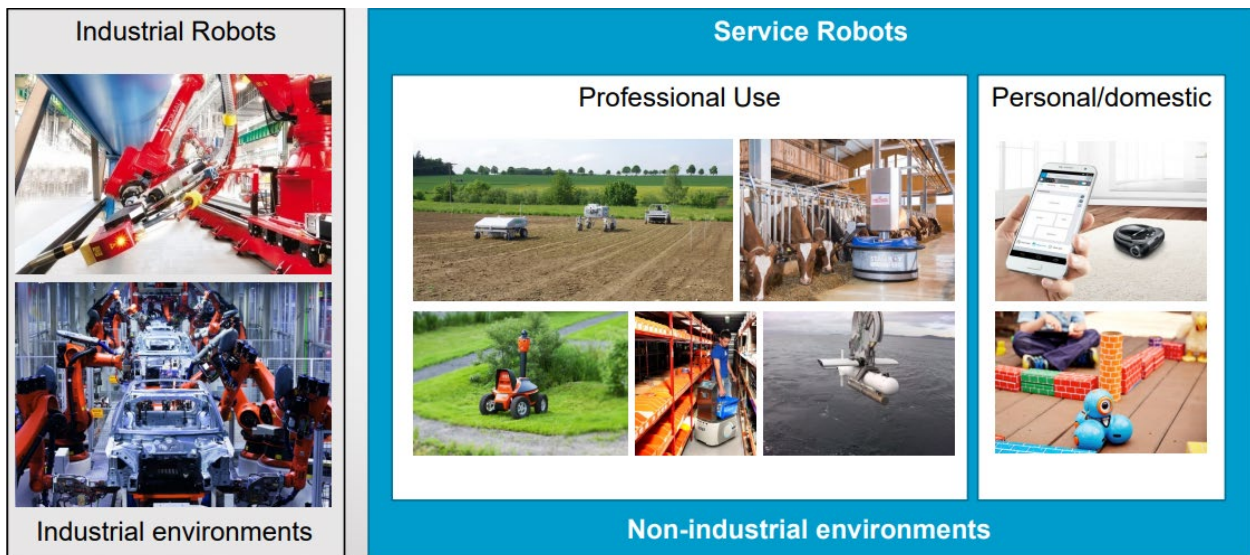 Industrial Robots
Industrial environments
Service Robots
Professional Use
Personal/domestic
Non-industrial environments